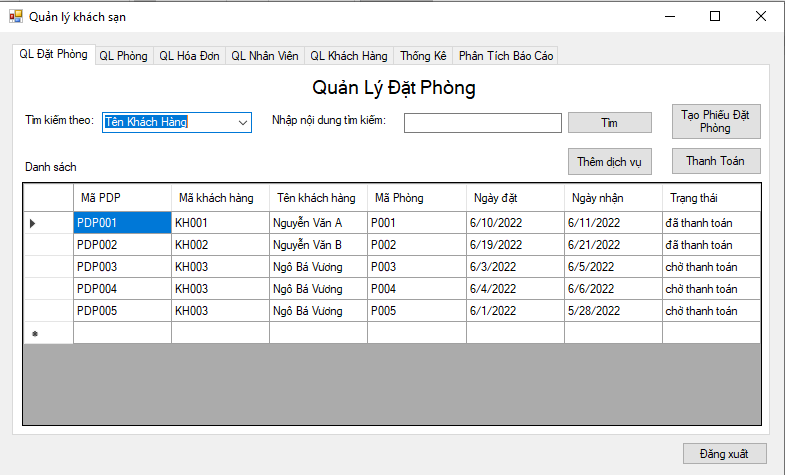 Quản lý khách sạn
QL Đặt Phòng QL Phòng QL Hóa Đơn QL Nhân Viên QL Khách Hàng Thống Kê Phân Tích Báo Cáo
Quản Lý Đặt Phòng
Tìm kiếm theo: Tên Khách Hàng Nhập nội dung tìm kiếm: Tìm Tạo Phiếu Đặt
Phòng
Danh sách Thêm dịch vụ Thanh Toán
Mã PDP Mã khách hàng Tên khách hàng Mã Phòng Ngày đặt Ngày nhận Trạng thái
PDP001 KH001 Nguyễn Văn A P001 6/10/2022 6/11/2022 đã thanh toán
PDP002 KH002 Nguyễn Văn B P002 6/19/2022 6/21/2022 đã thanh toán
PDP003 KH003 Ngô Bá Vương P003 6/3/2022 6/5/2022 chờ thanh toán
PDP004 KH003 Ngô Bá Vương P004 6/4/2022 6/6/2022 chờ thanh toán
PDP005 KH003 Ngô Bá Vương P005 6/1/2022 5/28/2022 chờ thanh toán
Đăng xuất